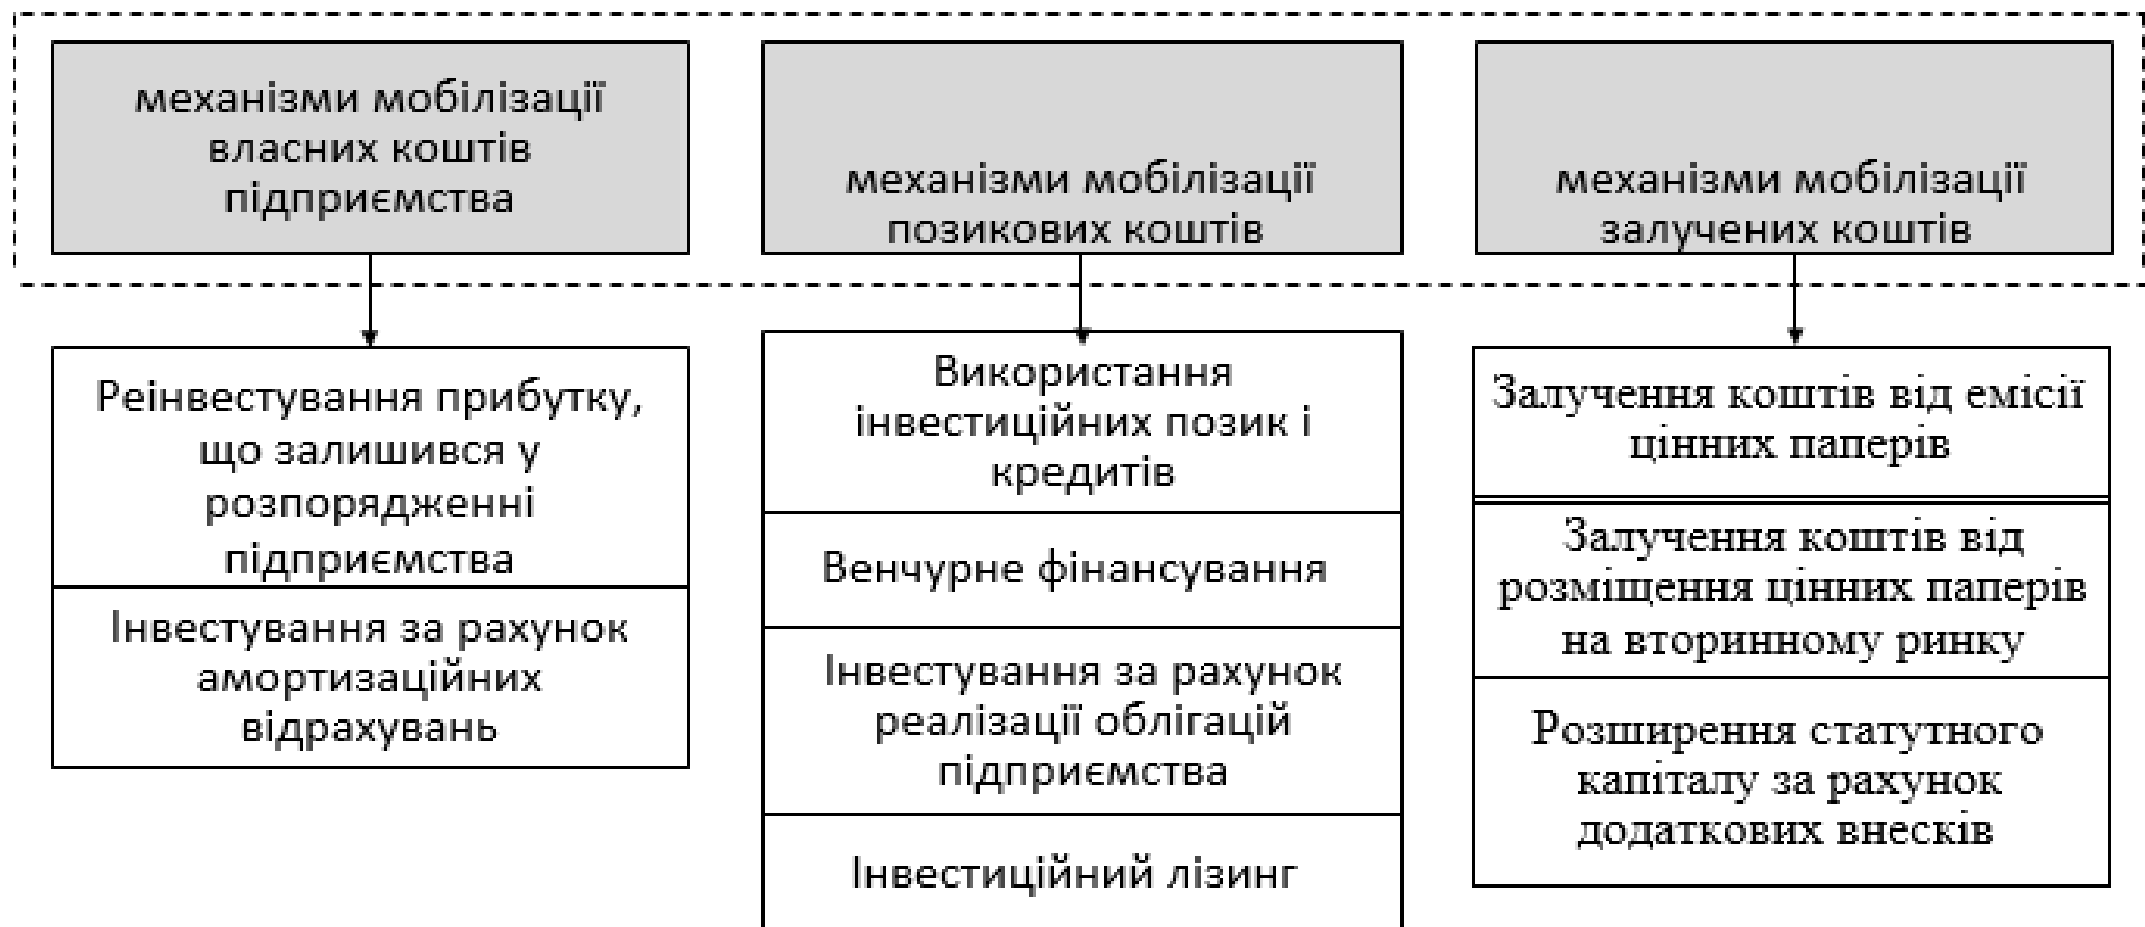 механізми мобілізації
власних коштів
підприємства
механізми мобілізації
позикових коштів
механізми мобілізації
залучених коштів
Реінвестування прибутку,
що залишився у
розпорядженні
підприємства
Інвестування за рахунок
амортизаційних
відрахувань
Використання
інвестиційних позик і
кредитів
Венчурне фінансування
Інвестування за рахунок
реалізації облігацій
підприємства
Інвестиційний лізинг
Залучення коштів від емісії
цінних паперів
Залучення коштів від
розміщення цінних паперів
на вторинному ринку
Розширення статутного
капіталу за рахунок
додаткових внесків